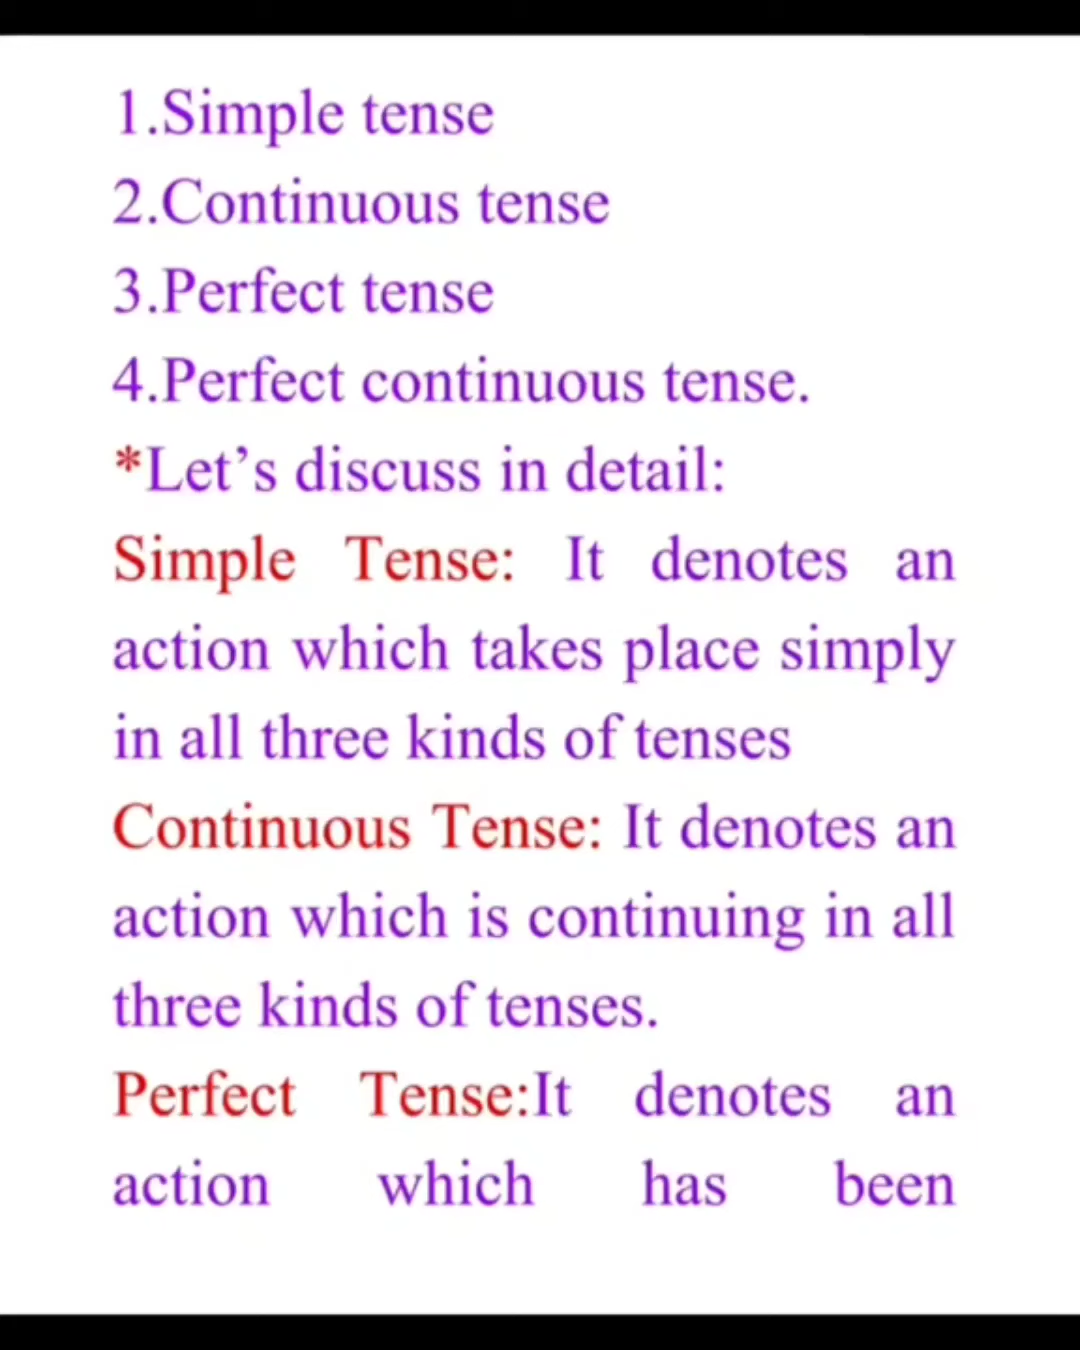 1.Simple tense
2.Continuous tense
3.Perfect tense
4.Perfect continuous tense.
*Let’s discuss in detail:
Simple Tense: It denotes an
action which takes place simply
in all three kinds of tenses
Continuous Tense: It denotes an
action which is continuing in all
three kinds of tenses.
Perfect Tense:It denotes an
action which has been